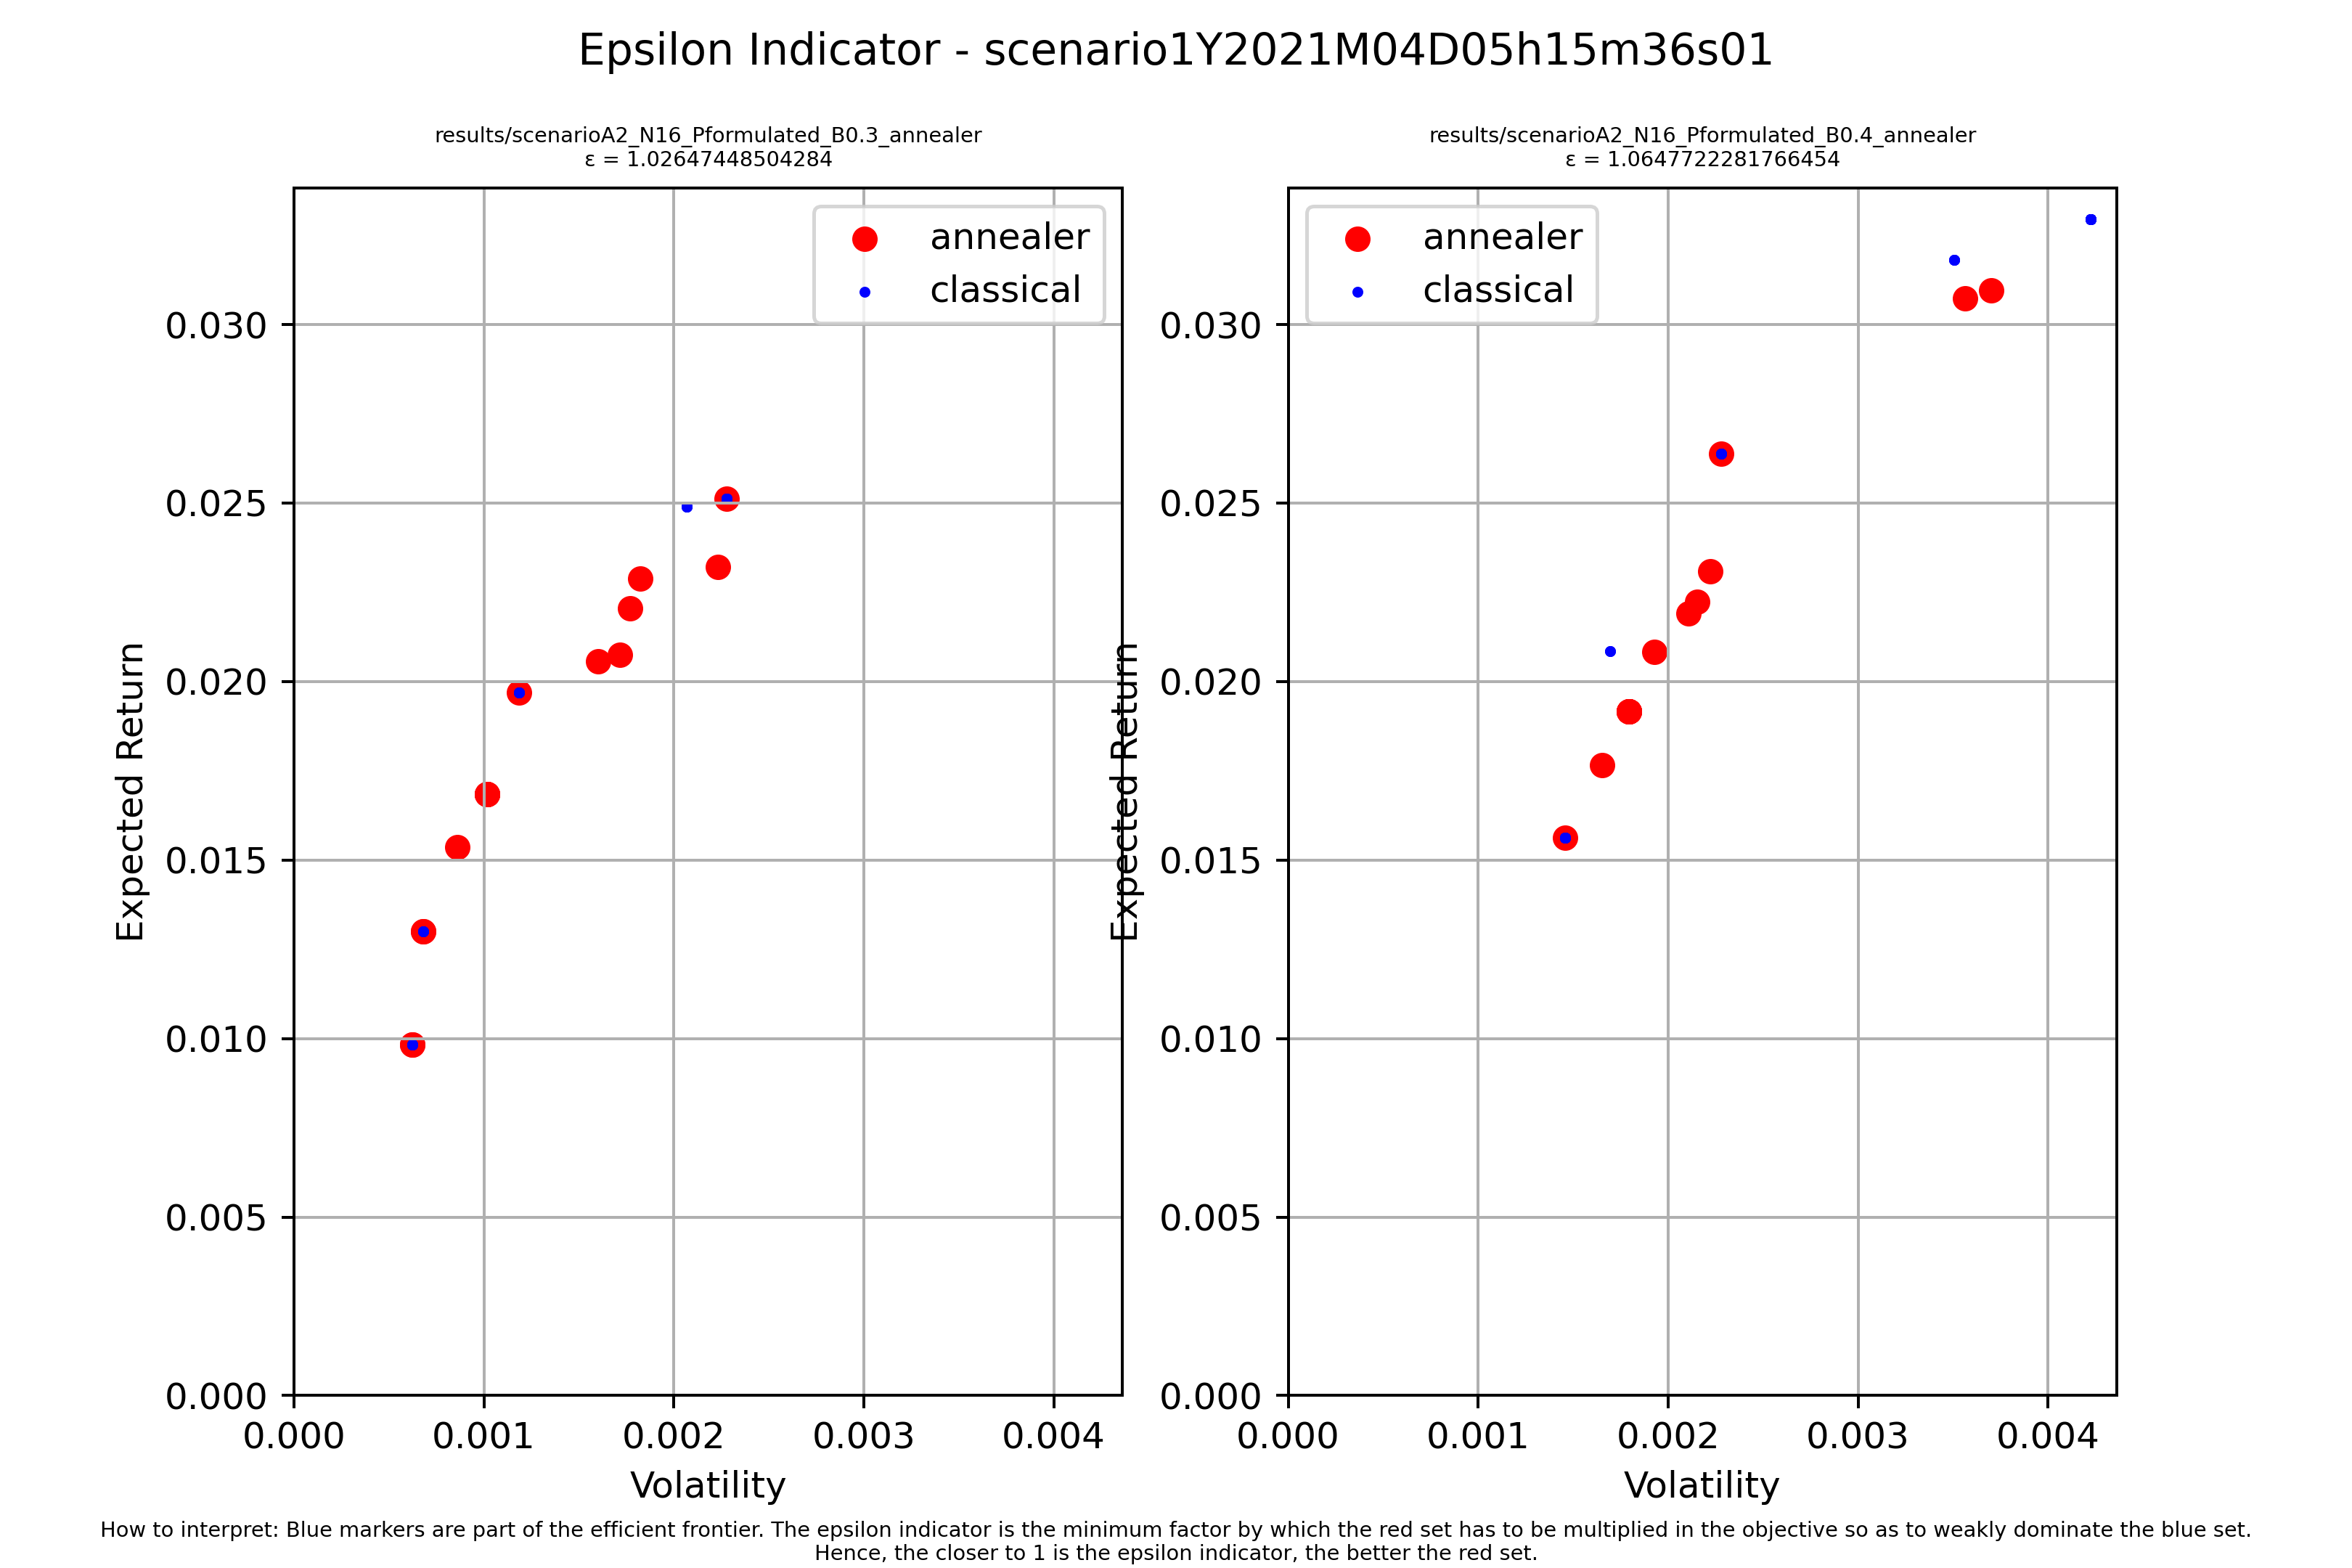 Epsilon Indicator - scenario1Y2021M04D05h15m36s01
results/scenarioA2_N16_Pformulated_B0.3_annealer
ε = 1.02647448504284
annealer
classical
0.030
0.025
0.020
0.015
0.010
0.005
0.000
Expected Return
0.000 0.001 0.002 0.003 0.004
Volatility
results/scenarioA2_N16_Pformulated_B0.4_annealer
ε = 1.0647722281766454
annealer
classical
0.030
0.025
0.020
0.015
0.010
0.005
0.000
Expected Return
0.000 0.001 0.002 0.003 0.004
Volatility
How to interpret: Blue markers are part of the efficient frontier. The epsilon indicator is the minimum factor by which the red set has to be multiplied in the objective so as to weakly dominate the blue set.
Hence, the closer to 1 is the epsilon indicator, the better the red set.